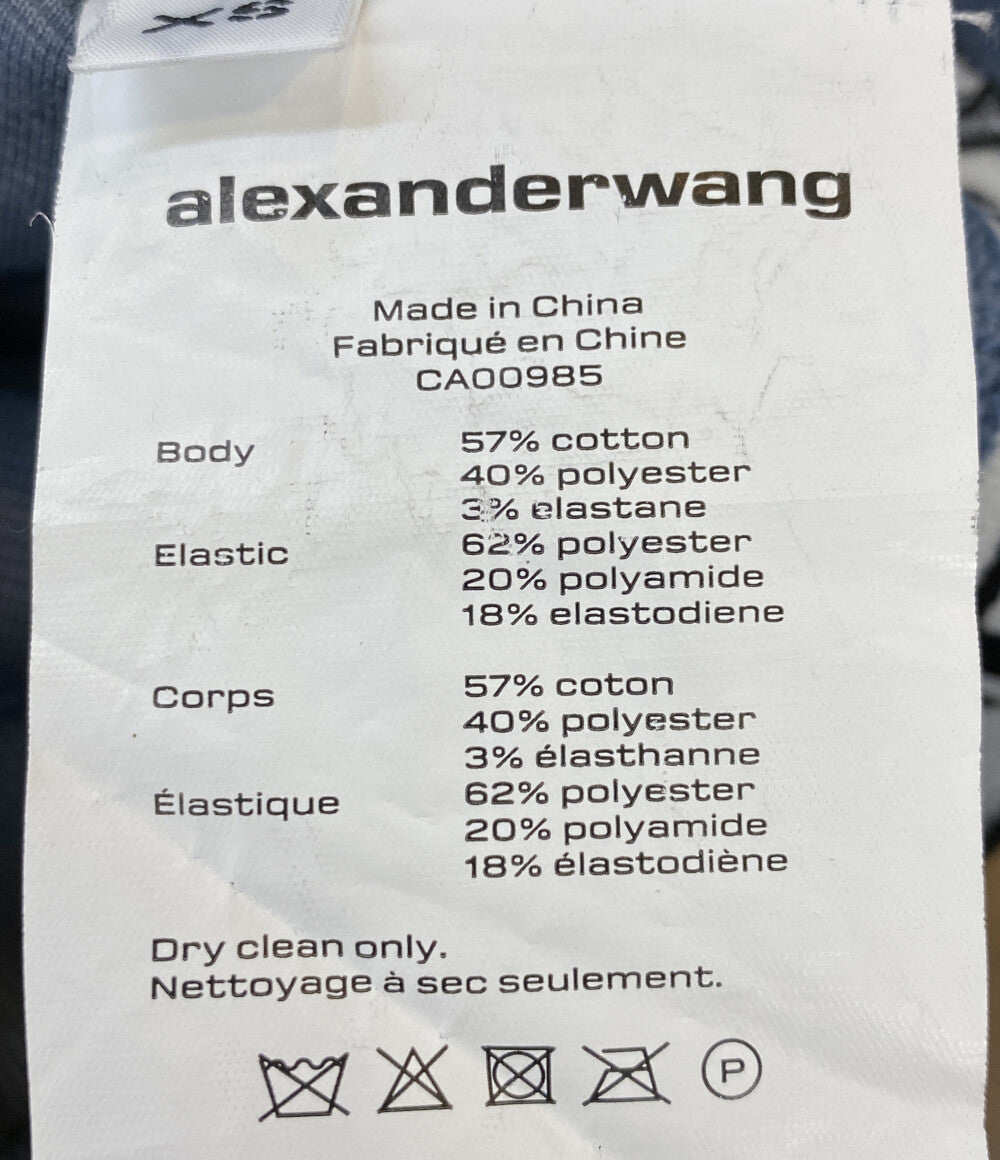 XS
alexanderwang
Made in China
Fabriqué en Chine
CA00985
Body
57% cotton
40% polyester
3% elastane
Elastic
62% polyester
20% polyamide
18% elastodiene
Corps
57% coton
40% polyester
3% élasthanne
Élastique
62% polyester
20% polyamide
18% élastodiène
Dry clean only.
Nettoyage à sec seulement.
P